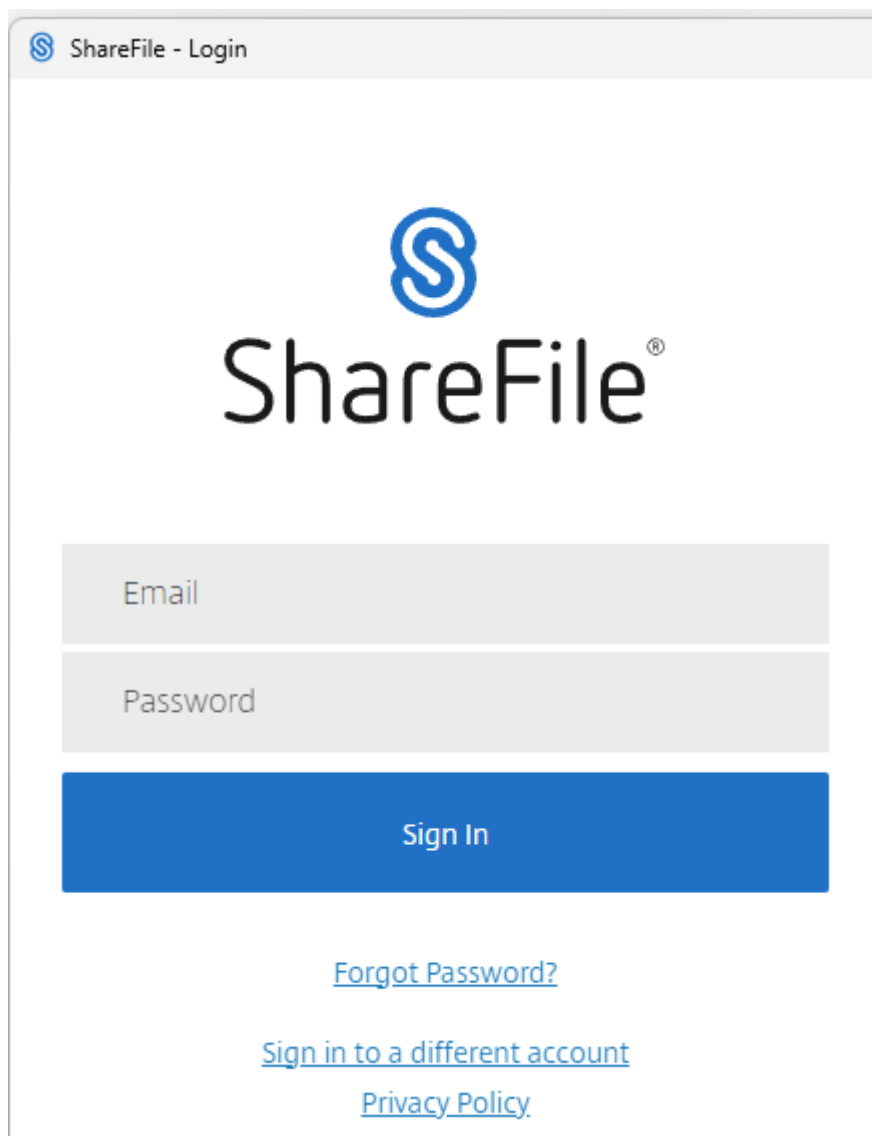 ShareFile - Login
ShareFile®
Email
Password
Sign In
Forgot Password?
Sign in to a different account
Privacy Policy